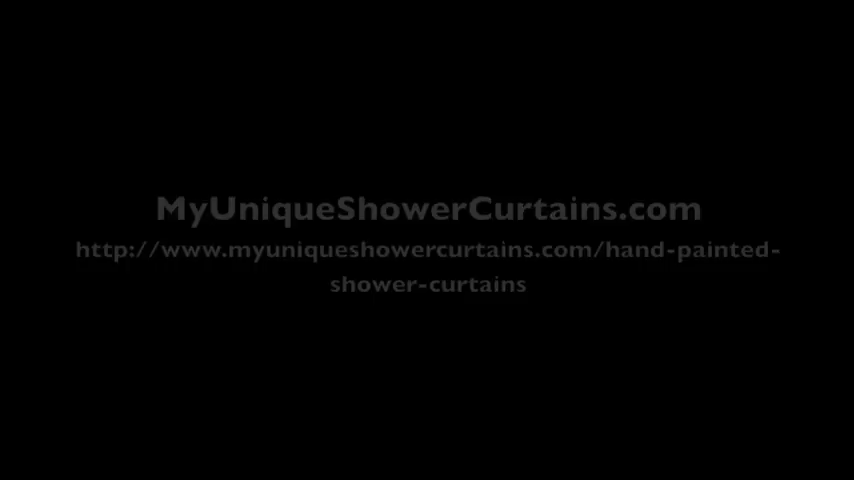 MyUniqueShowerCurtains.com
http://www.myuniqueshowercurtains.com/hand-painted-
shower-curtains